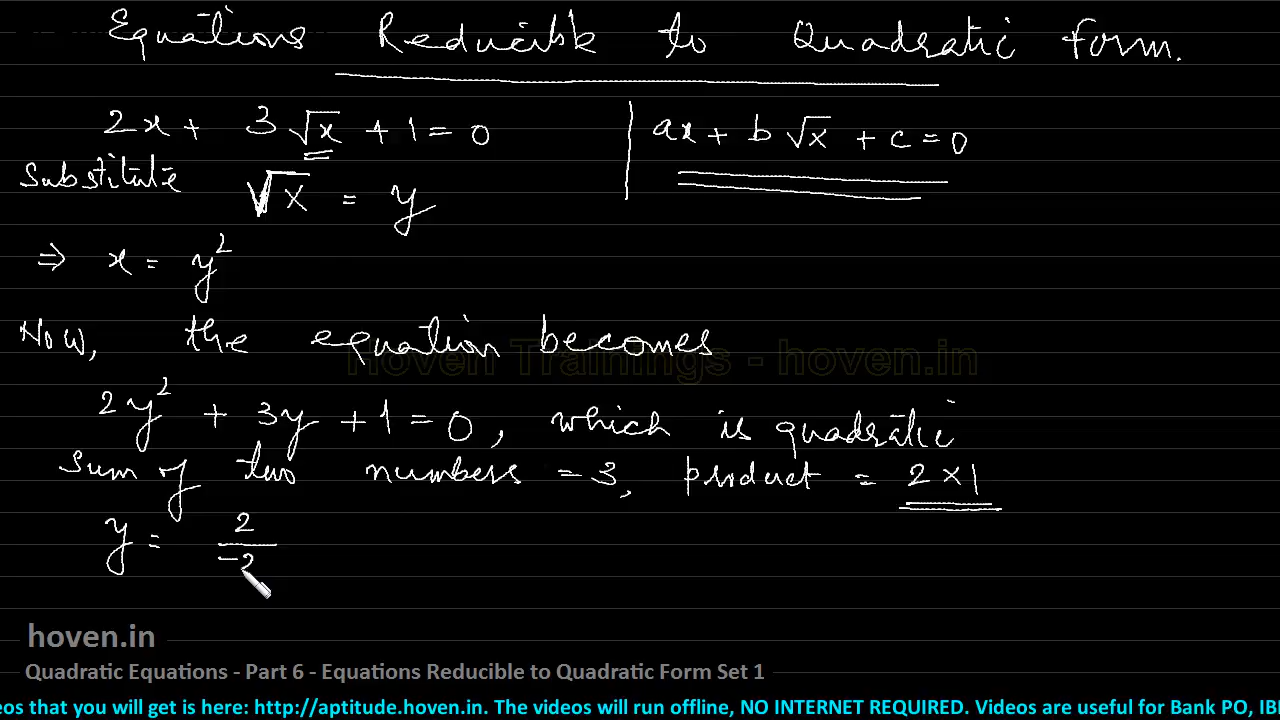 Equations Reducible to Quadratic form.
2x + 3√x + 1 = 0 | ax + b√x + c = 0
Substitute √x = y
⇒ x = y²
Now, the equation becomes
Hoven Trainings - hoven.in
2y² + 3y + 1 = 0, which is quadratic
Sum of two numbers = 3, product = 2 × 1
y = 2/-2
hoven.in
Quadratic Equations - Part 6 - Equations Reducible to Quadratic Form Set 1
eos that you will get is here: http://aptitude.hoven.in. The videos will run offline, NO INTERNET REQUIRED. Videos are useful for Bank PO, IB